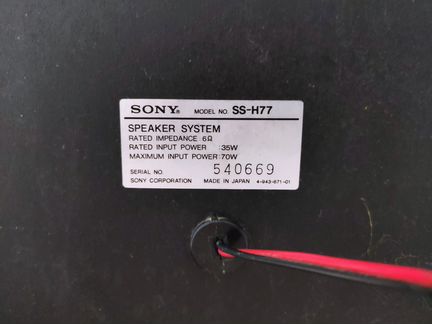 SONY® MODEL NO SS-H77
SPEAKER SYSTEM
RATED IMPEDANCE 6Ω
RATED INPUT POWER :35W
MAXIMUM INPUT POWER:70W
SERIAL NO. 540669
SONY CORPORATION MADE IN JAPAN 4-943-671-01